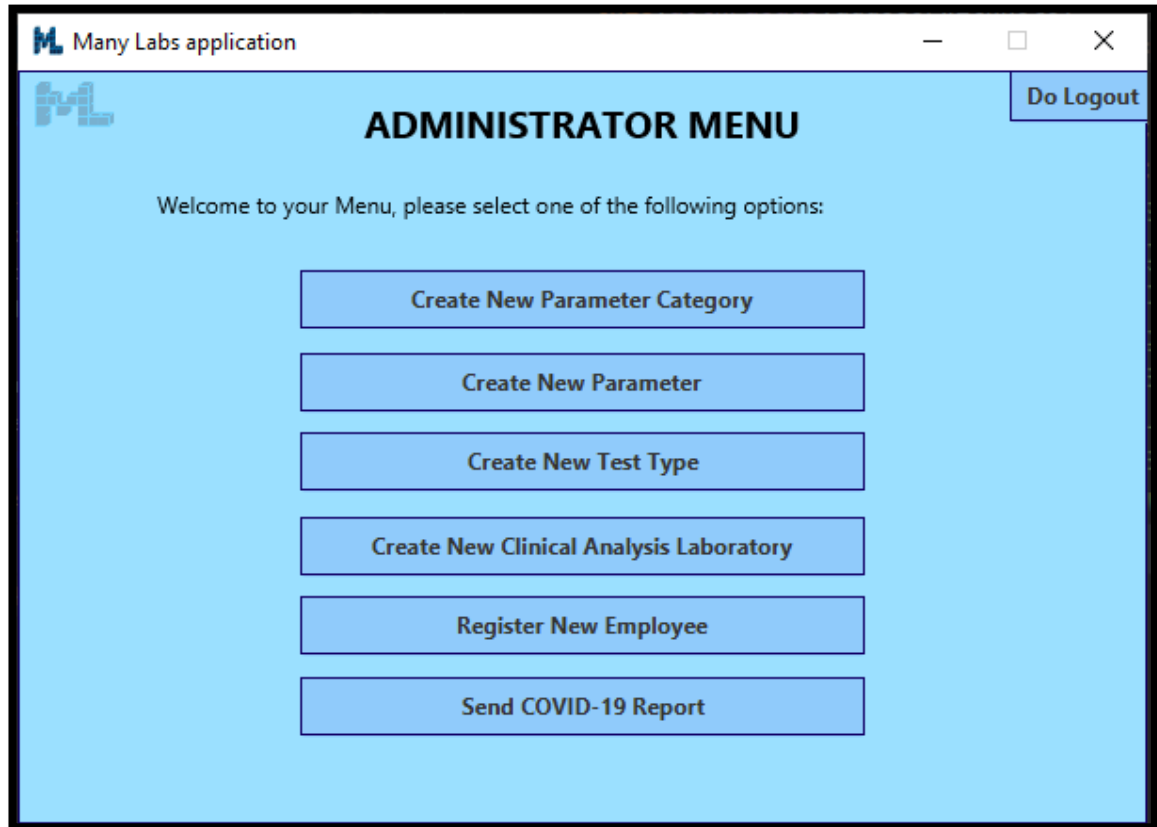 ML Many Labs application
ML
Do Logout
ADMINISTRATOR MENU
Welcome to your Menu, please select one of the following options:
Create New Parameter Category
Create New Parameter
Create New Test Type
Create New Clinical Analysis Laboratory
Register New Employee
Send COVID-19 Report